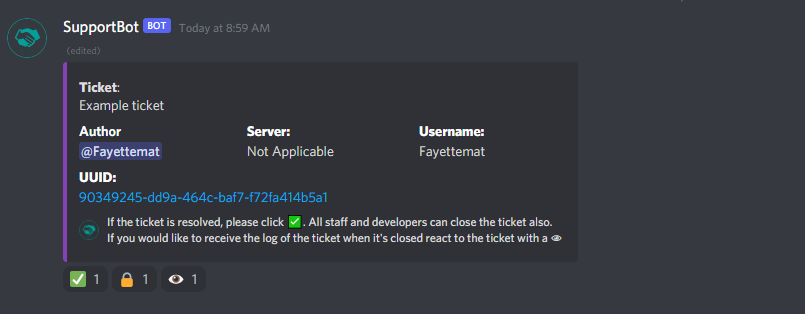 SupportBot BOT Today at 8:59 AM
(edited)
Ticket:
Example ticket
Author Server: Username:
@Fayettemat Not Applicable Fayettemat
UUID:
90349245-dd9a-464c-baf7-f72fa414b5a1
If the ticket is resolved, please click ✅. All staff and developers can close the ticket also.
If you would like to receive the log of the ticket when it's closed react to the ticket with a 👁
✅ 1 🔒 1 👁 1